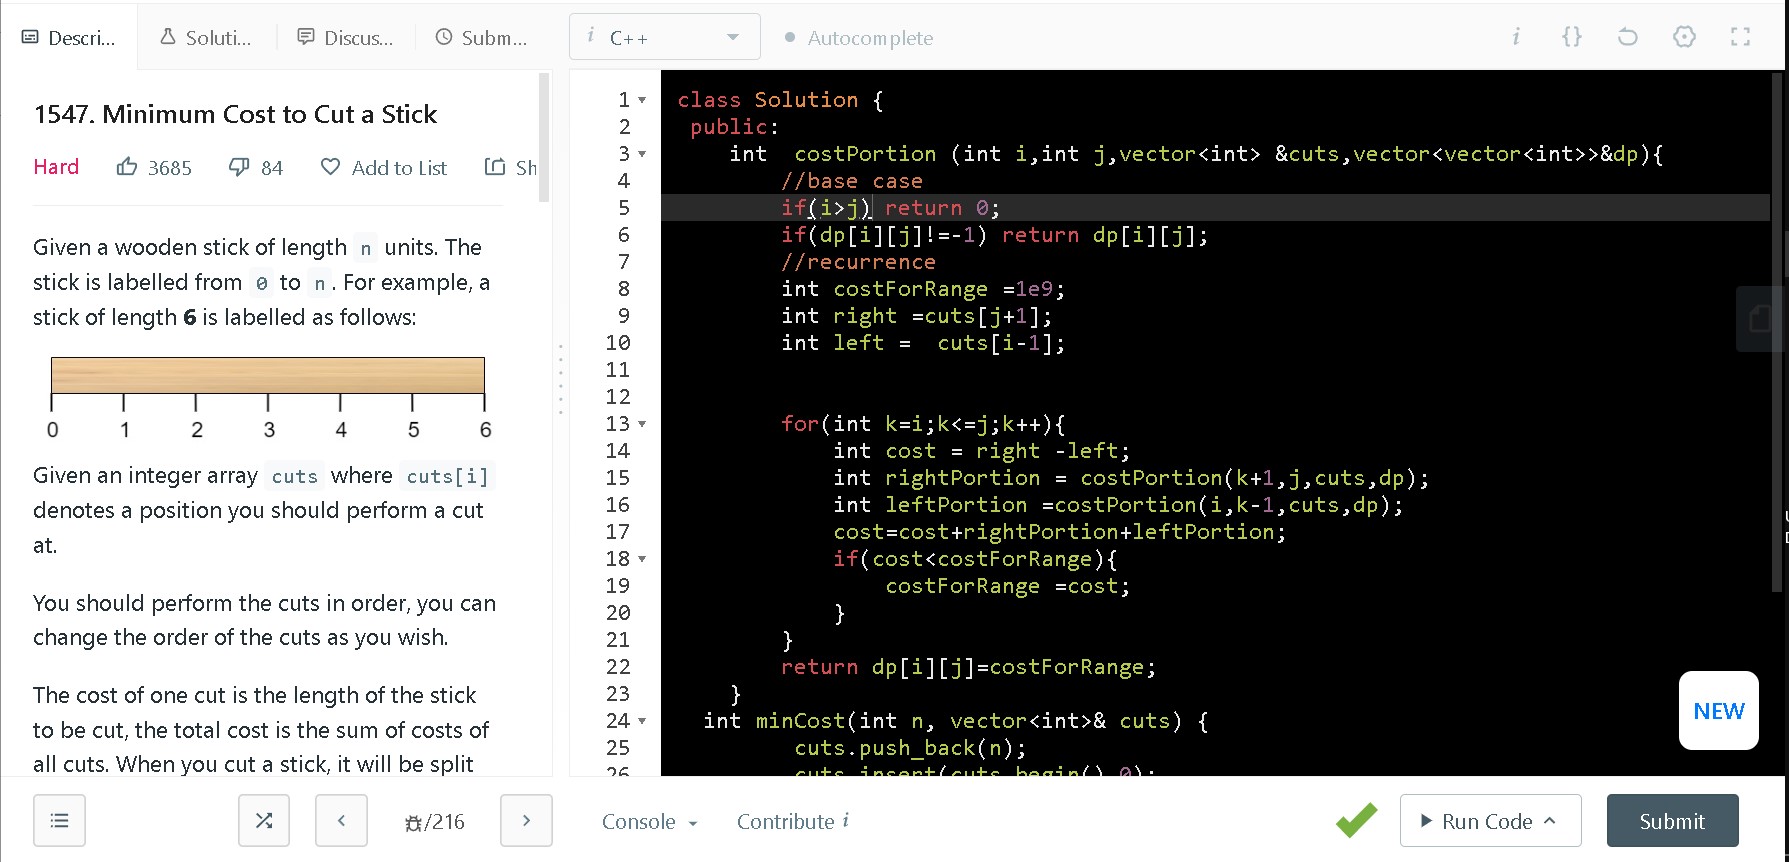 Descri...
Soluti...
Discus...
Subm...
i C++
Autocomplete
i {}
1547. Minimum Cost to Cut a Stick
Hard 3685 84 Add to List Sh
Given a wooden stick of length n units. The
stick is labelled from 0 to n. For example, a
stick of length 6 is labelled as follows:
0 1 2 3 4 5 6
Given an integer array cuts where cuts[i]
denotes a position you should perform a cut
at.
You should perform the cuts in order, you can
change the order of the cuts as you wish.
The cost of one cut is the length of the stick
to be cut, the total cost is the sum of costs of
all cuts. When you cut a stick, it will be split
1 class Solution {
2 public:
3 int  costPortion (int i,int j,vector<int> &cuts,vector<vector<int>>&dp){
4 //base case
5 if(i>j) return 0;
6 if(dp[i][j]!=-1) return dp[i][j];
7 //recurrence
8 int costForRange =1e9;
9 int right =cuts[j+1];
10 int left =  cuts[i-1];
11
12
13 for(int k=i;k<=j;k++){
14 int cost = right -left;
15 int rightPortion = costPortion(k+1,j,cuts,dp);
16 int leftPortion =costPortion(i,k-1,cuts,dp);
17 cost=cost+rightPortion+leftPortion;
18 if(cost<costForRange){
19 costForRange =cost;
20 }
21 }
22 return dp[i][j]=costForRange;
23 }
24 int minCost(int n, vector<int>& cuts) {
25 cuts.push_back(n);
26 cuts.insert(cuts.begin(),0);
NEW
/216
Console
Contribute i
Run Code
Submit